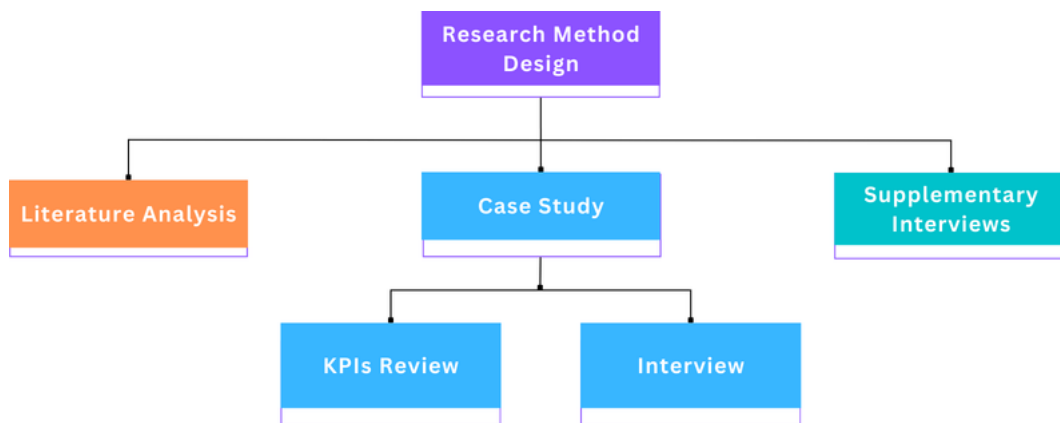 Research Method
Design
Literature Analysis
Case Study
Supplementary
Interviews
KPIs Review
Interview